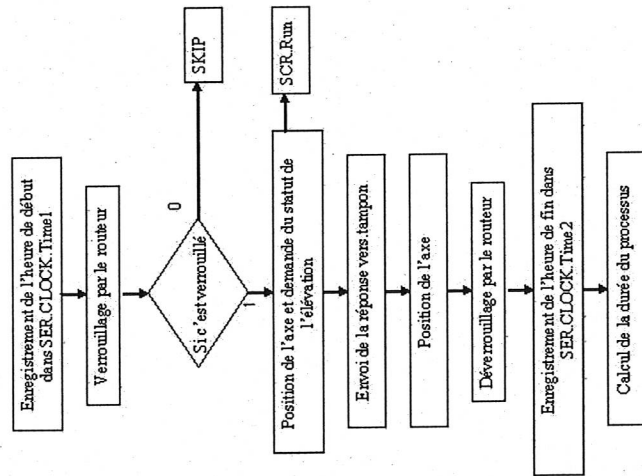 Enregistrement de l'heure de début
dans SER.CLOCK.Time1
Verrouillage par le routeur
Si c'est verrouillé
0
SKIP
1
Position de l'axe et demande du statut de
l'élévation
SCR.Run
Envoi de la réponse vers.tampon
Position de l'axe
Déverrouillage par le routeur
Enregistrement de l'heure de fin dans
SER.CLOCK.Time2
Calcul de la durée du processus